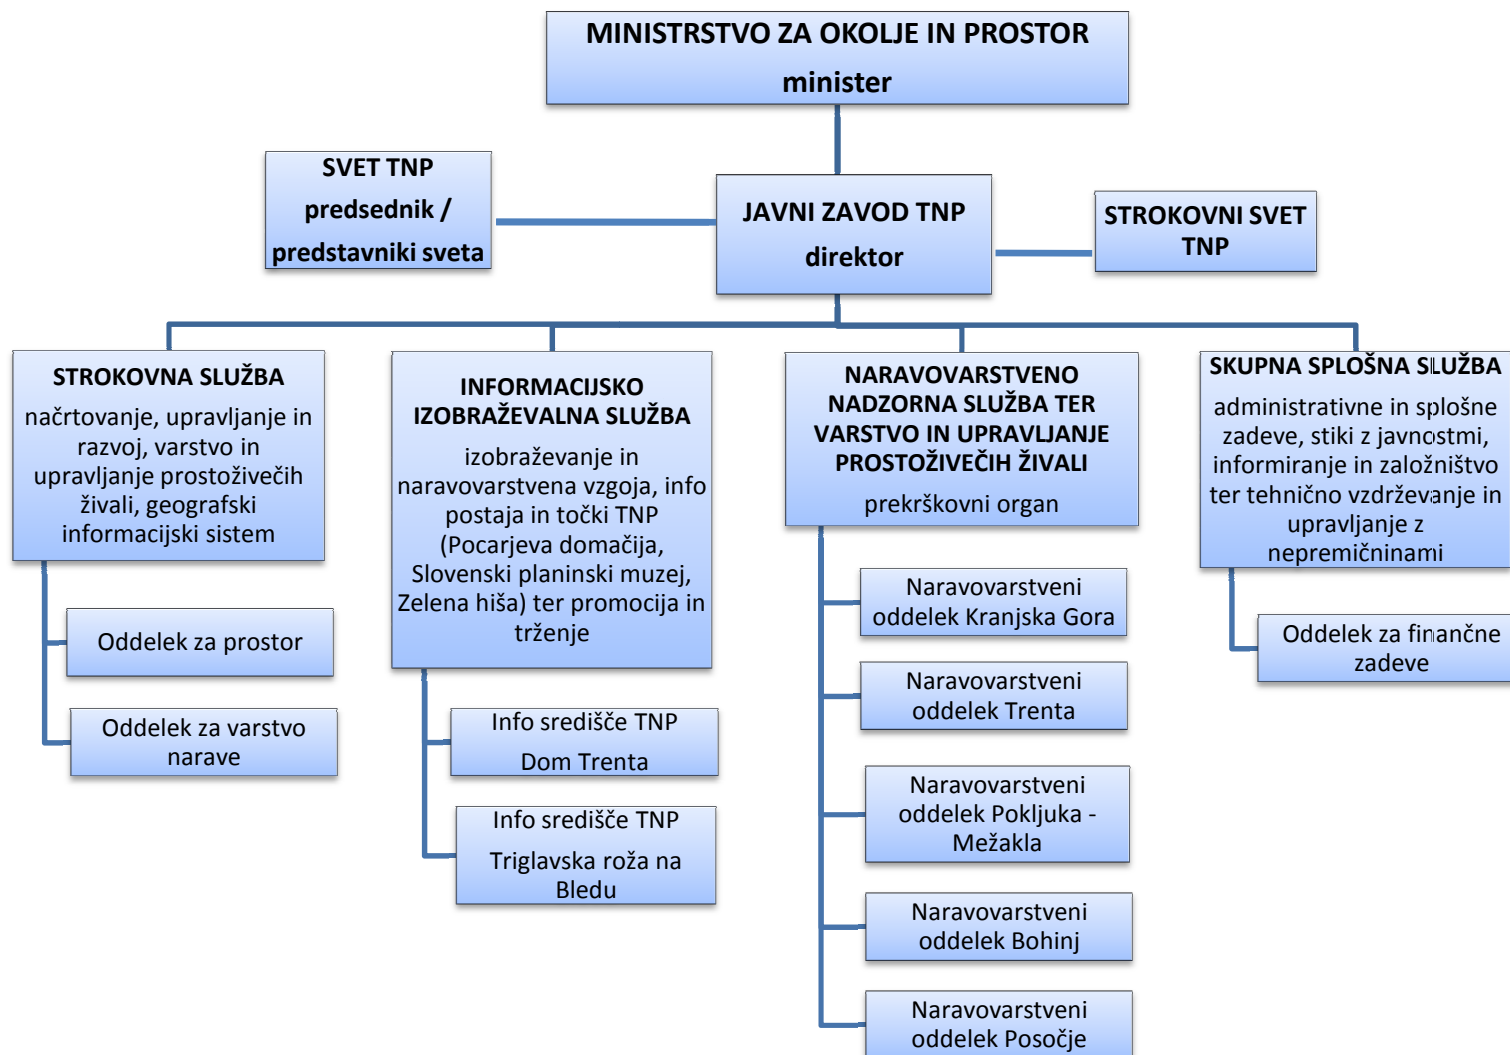 MINISTRSTVO ZA OKOLJE IN PROSTOR
minister
SVET TNP
predsednik /
predstavniki sveta
JAVNI ZAVOD TNP
direktor
STROKOVNI SVET
TNP
STROKOVNA SLUŽBA
načrtovanje, upravljanje in
razvoj, varstvo in
upravljanje prostoživečih
živali, geografski
informacijski sistem
Oddelek za prostor
Oddelek za varstvo
narave
INFORMACIJSKO
IZOBRAŽEVALNA SLUŽBA
izobraževanje in
naravovarstvena vzgoja, info
postaja in točki TNP
(Pocarjeva domačija,
Slovenski planinski muzej,
Zelena hiša) ter promocija in
trženje
Info središče TNP
Dom Trenta
Info središče TNP
Triglavska roža na
Bledu
NARAVOVARSTVENO
NADZORNA SLUŽBA TER
VARSTVO IN UPRAVLJANJE
PROSTOŽIVEČIH ŽIVALI
prekrškovni organ
Naravovarstveni
oddelek Kranjska Gora
Naravovarstveni
oddelek Trenta
Naravovarstveni
oddelek Pokljuka -
Mežakla
Naravovarstveni
oddelek Bohinj
Naravovarstveni
oddelek Posočje
SKUPNA SPLOŠNA SLUŽBA
administrativne in splošne
zadeve, stiki z javnostmi,
informiranje in založništvo
ter tehnično vzdrževanje in
upravljanje z
nepremičninami
Oddelek za finančne
zadeve